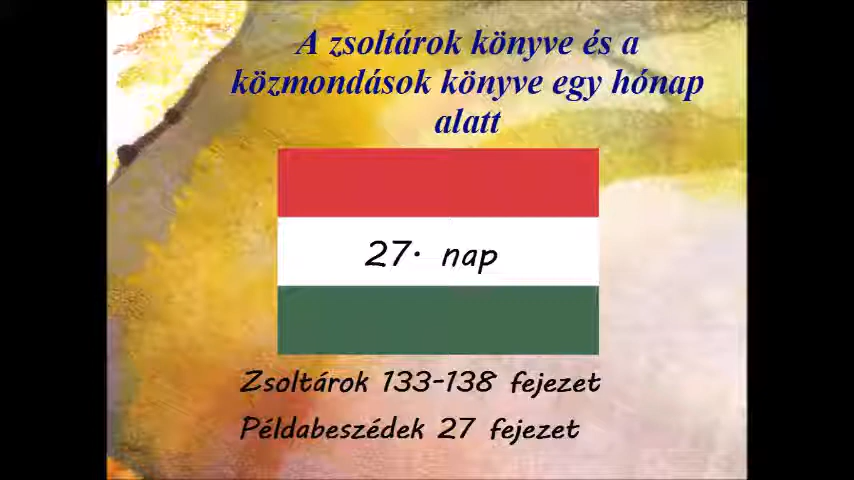 A zsoltárok könyve és a
közmondások könyve egy hónap
alatt
27. nap
Zsoltárok 133-138 fejezet
Példabeszédek 27 fejezet